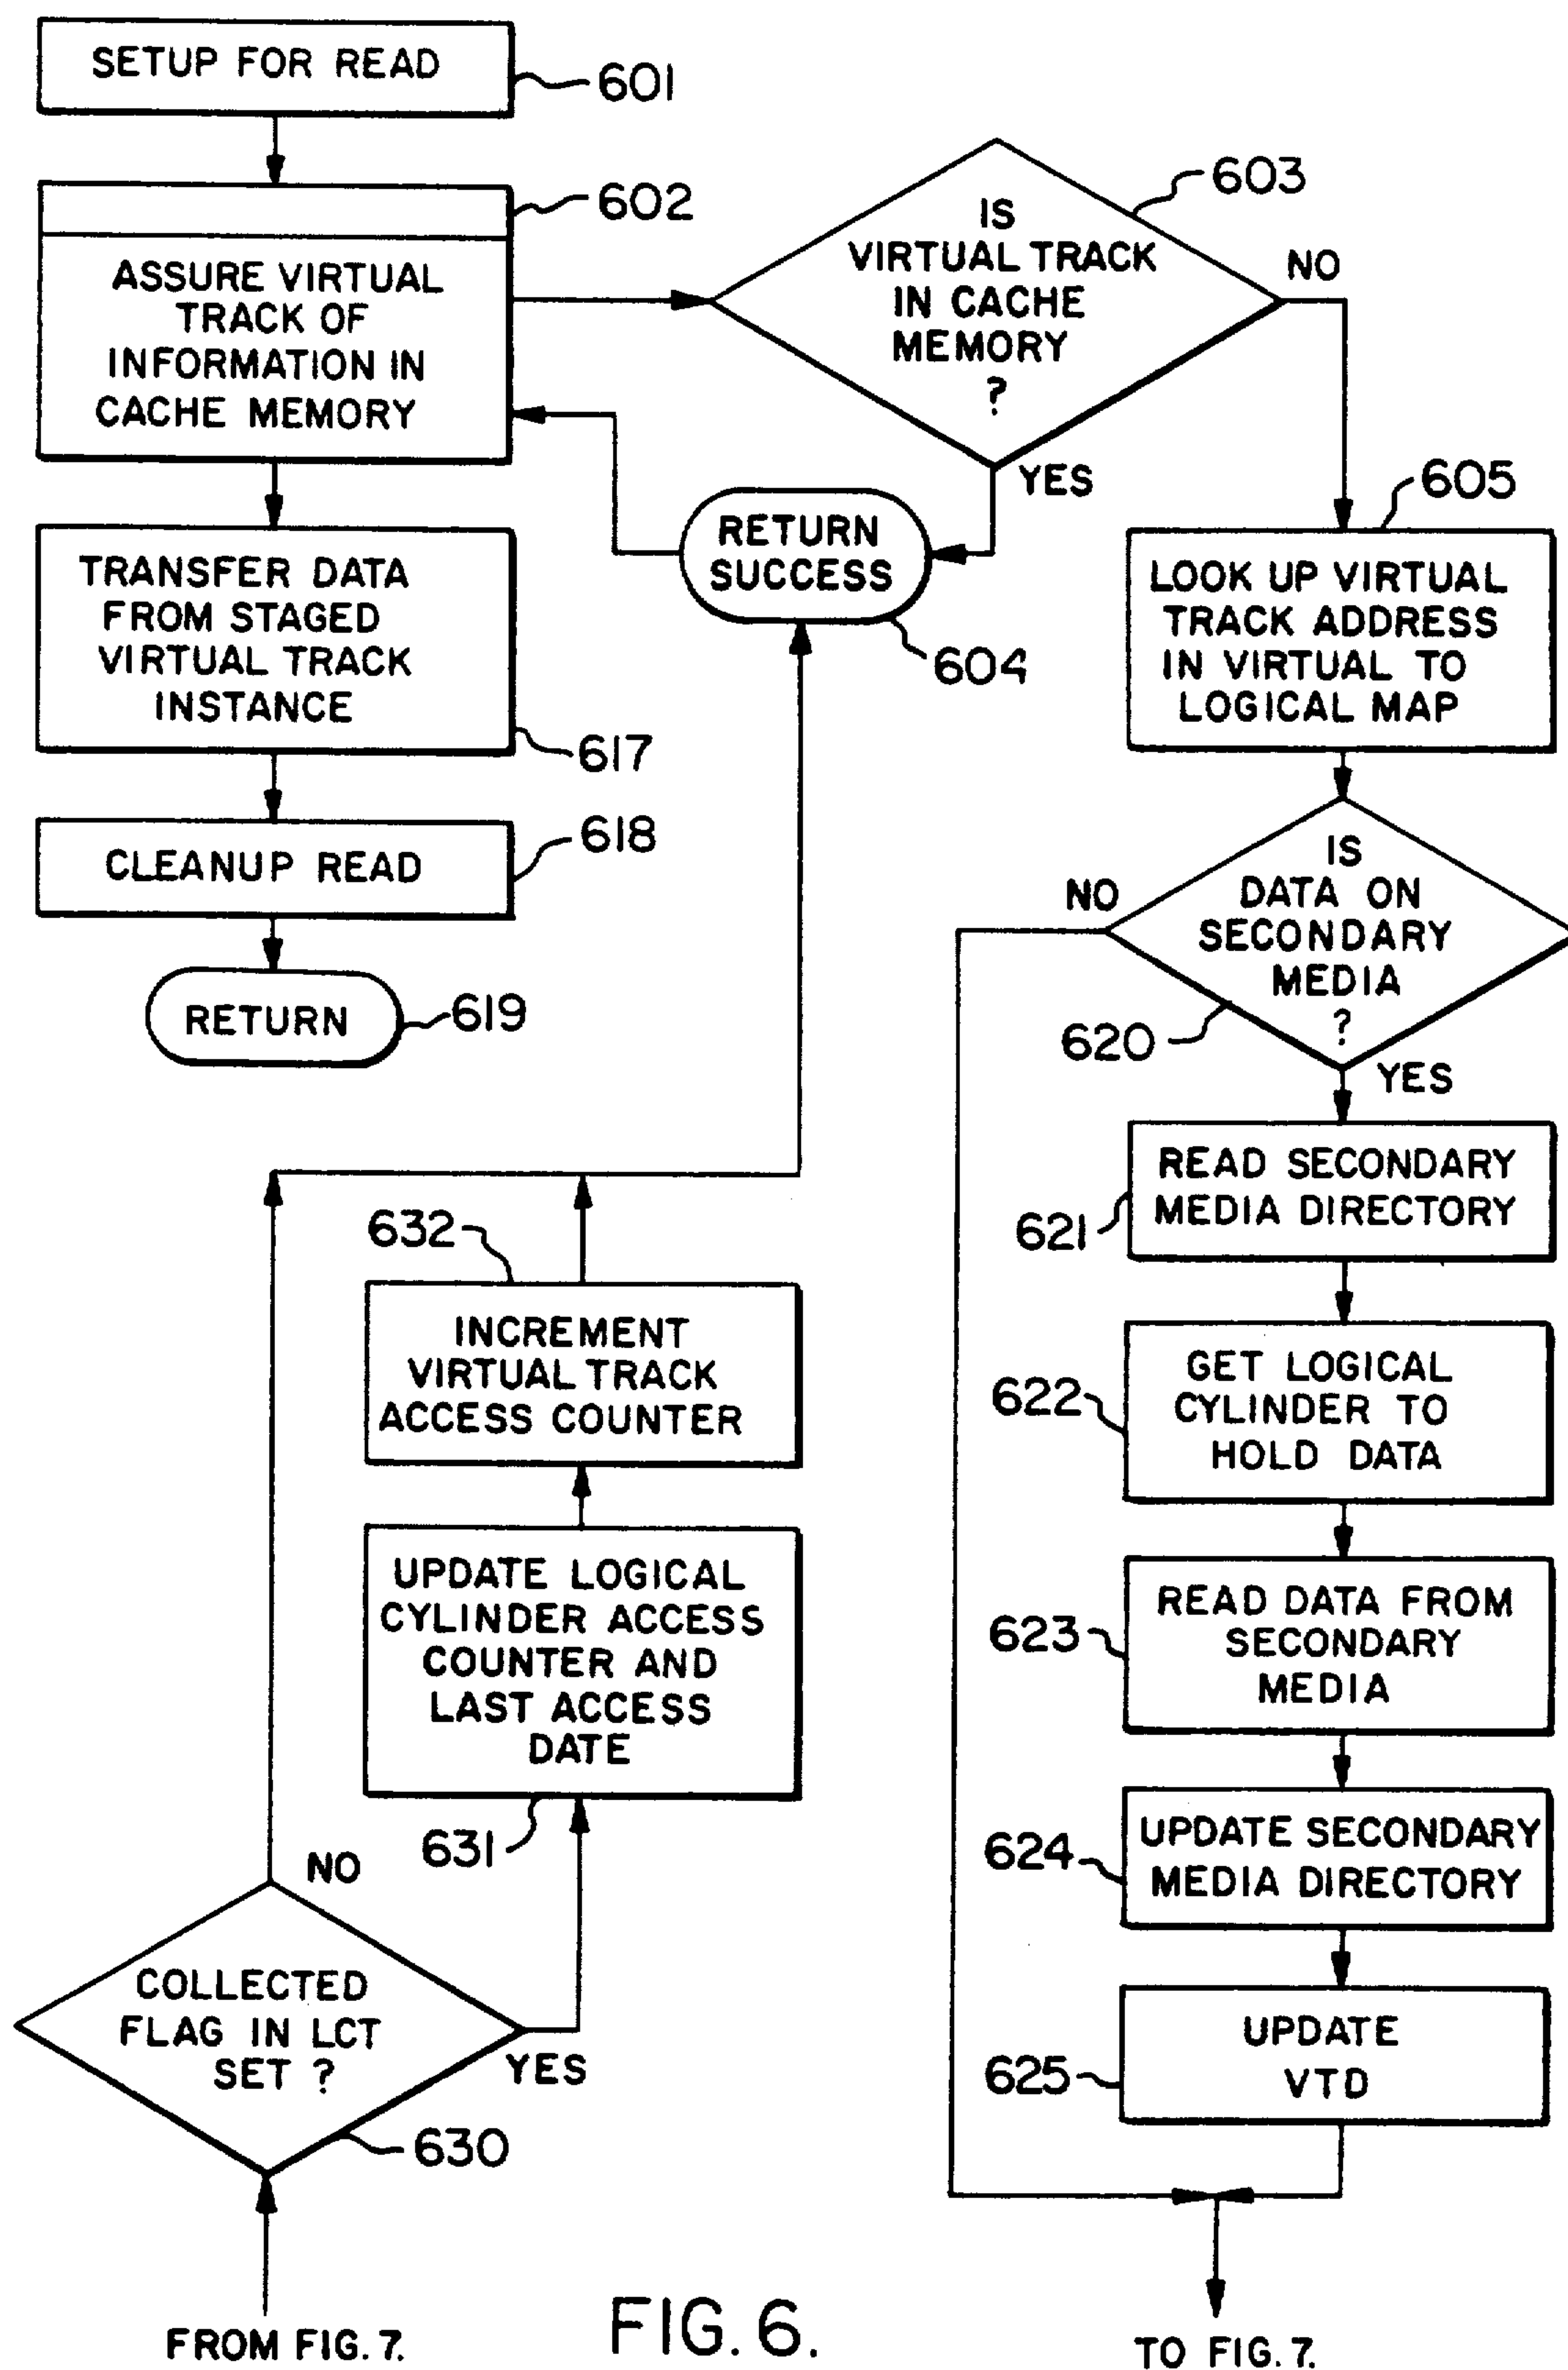 SETUP FOR READ
601
602
ASSURE VIRTUAL
TRACK OF
INFORMATION IN
CACHE MEMORY
603
IS
VIRTUAL TRACK
IN CACHE
MEMORY
?
NO
YES
RETURN
SUCCESS
604
605
LOOK UP VIRTUAL
TRACK ADDRESS
IN VIRTUAL TO
LOGICAL MAP
TRANSFER DATA
FROM STAGED
VIRTUAL TRACK
INSTANCE
617
CLEANUP READ
618
RETURN
619
NO
IS
DATA ON
SECONDARY
MEDIA
?
620
YES
READ SECONDARY
MEDIA DIRECTORY
621
GET LOGICAL
CYLINDER TO
HOLD DATA
622
READ DATA FROM
SECONDARY
MEDIA
623
UPDATE SECONDARY
MEDIA DIRECTORY
624
UPDATE
VTD
625
632
INCREMENT
VIRTUAL TRACK
ACCESS COUNTER
UPDATE LOGICAL
CYLINDER ACCESS
COUNTER AND
LAST ACCESS
DATE
631
NO
COLLECTED
FLAG IN LCT
SET ?
YES
630
FROM FIG. 7.
FIG. 6.
TO FIG. 7.